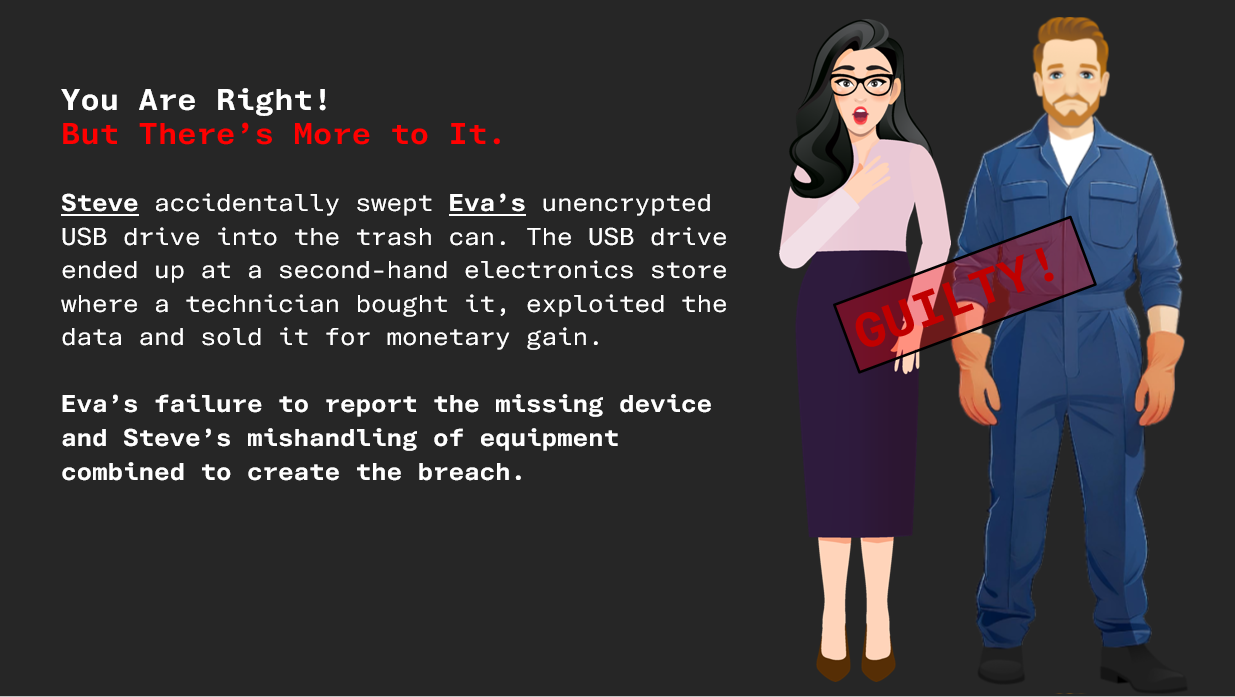 You Are Right!
But There’s More to It.
Steve accidentally swept Eva’s unencrypted
USB drive into the trash can. The USB drive
ended up at a second-hand electronics store
where a technician bought it, exploited the
data and sold it for monetary gain.
Eva’s failure to report the missing device
and Steve’s mishandling of equipment
combined to create the breach.
GUILTY!